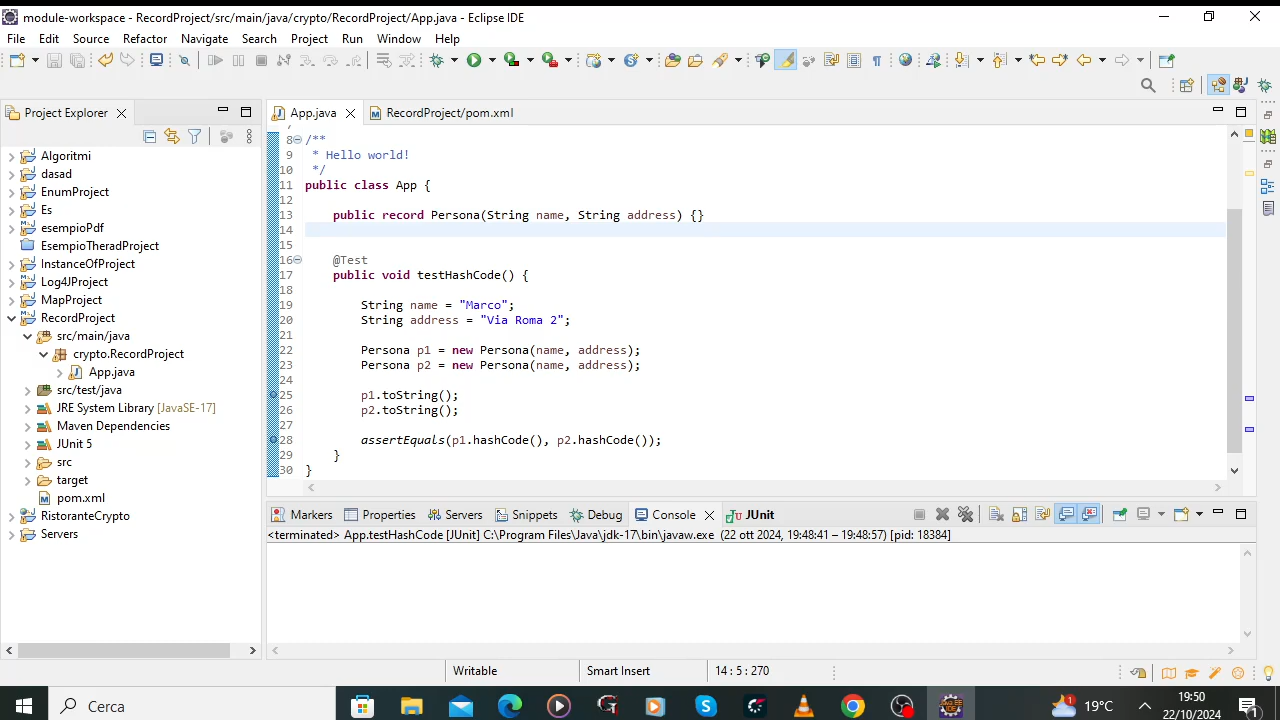 module-workspace - RecordProject/src/main/java/crypto/RecordProject/App.java - Eclipse IDE
File Edit Source Refactor Navigate Search Project Run Window Help
Project Explorer
App.java
RecordProject/pom.xml
Algoritmi
dasad
EnumProject
Es
esempioPdf
EsempioTheradProject
InstanceOfProject
Log4JProject
MapProject
RecordProject
src/main/java
crypto.RecordProject
App.java
src/test/java
JRE System Library [JavaSE-17]
Maven Dependencies
JUnit 5
src
target
pom.xml
RistoranteCrypto
Servers
8 /**
9 * Hello world!
10 */
11 public class App {
12
13 public record Persona(String name, String address) {}
14
15
16 @Test
17 public void testHashCode() {
18
19 String name = "Marco";
20 String address = "Via Roma 2";
21
22 Persona p1 = new Persona(name, address);
23 Persona p2 = new Persona(name, address);
24
25 p1.toString();
26 p2.toString();
27
28 assertEquals(p1.hashCode(), p2.hashCode());
29 }
30 }
Markers Properties Servers Snippets Debug Console JUnit
<terminated> App.testHashCode [JUnit] C:\Program Files\Java\jdk-17\bin\javaw.exe (22 ott 2024, 19:48:41 – 19:48:57) [pid: 18384]
Writable Smart Insert 14 : 5 : 270
Cerca
1
19°C
19:50
22/10/2024
1